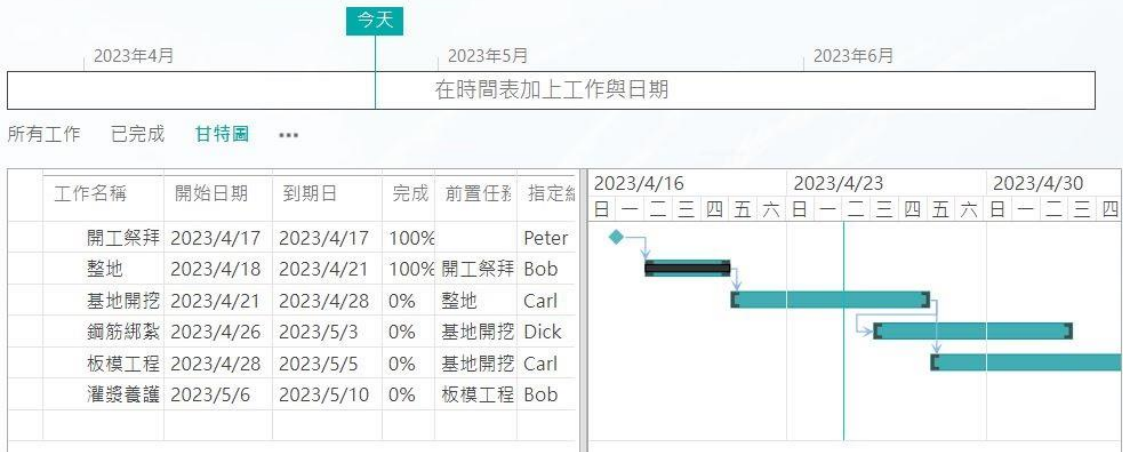 今天
2023年4月 2023年5月 2023年6月
在時間表加上工作與日期
所有工作 已完成 甘特圖 •••
工作名稱 開始日期 到期日 完成 前置任務 指定給
2023/4/16 2023/4/23 2023/4/30
日 一 二 三 四 五 六 日 一 二 三 四 五 六 日 一 二 三 四
開工祭拜 2023/4/17 2023/4/17 100% Peter
整地 2023/4/18 2023/4/21 100% 開工祭拜 Bob
基地開挖 2023/4/21 2023/4/28 0% 整地 Carl
鋼筋綁紮 2023/4/26 2023/5/3 0% 基地開挖 Dick
板模工程 2023/4/28 2023/5/5 0% 基地開挖 Carl
灌漿養護 2023/5/6 2023/5/10 0% 板模工程 Bob